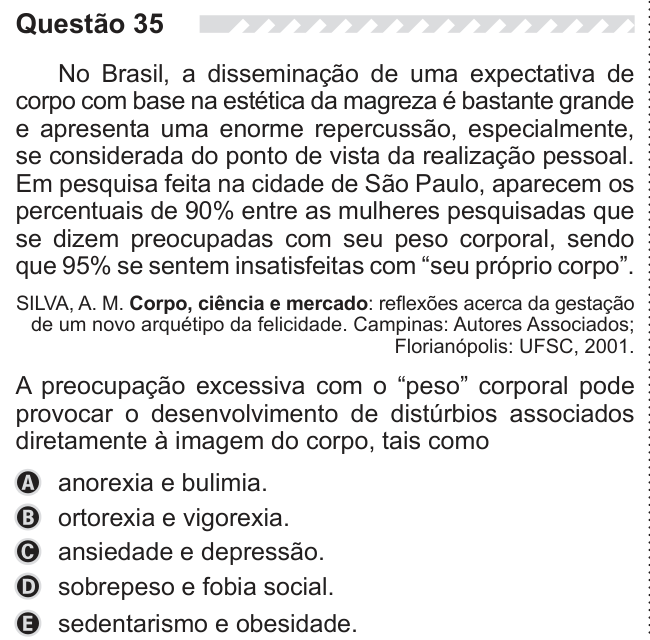 Questão 35
No Brasil, a disseminação de uma expectativa de
corpo com base na estética da magreza é bastante grande
e apresenta uma enorme repercussão, especialmente,
se considerada do ponto de vista da realização pessoal.
Em pesquisa feita na cidade de São Paulo, aparecem os
percentuais de 90% entre as mulheres pesquisadas que
se dizem preocupadas com seu peso corporal, sendo
que 95% se sentem insatisfeitas com “seu próprio corpo”.
SILVA, A. M. Corpo, ciência e mercado: reflexões acerca da gestação
de um novo arquétipo da felicidade. Campinas: Autores Associados;
Florianópolis: UFSC, 2001.
A preocupação excessiva com o “peso” corporal pode
provocar o desenvolvimento de distúrbios associados
diretamente à imagem do corpo, tais como
A anorexia e bulimia.
B ortorexia e vigorexia.
C ansiedade e depressão.
D sobrepeso e fobia social.
E sedentarismo e obesidade.